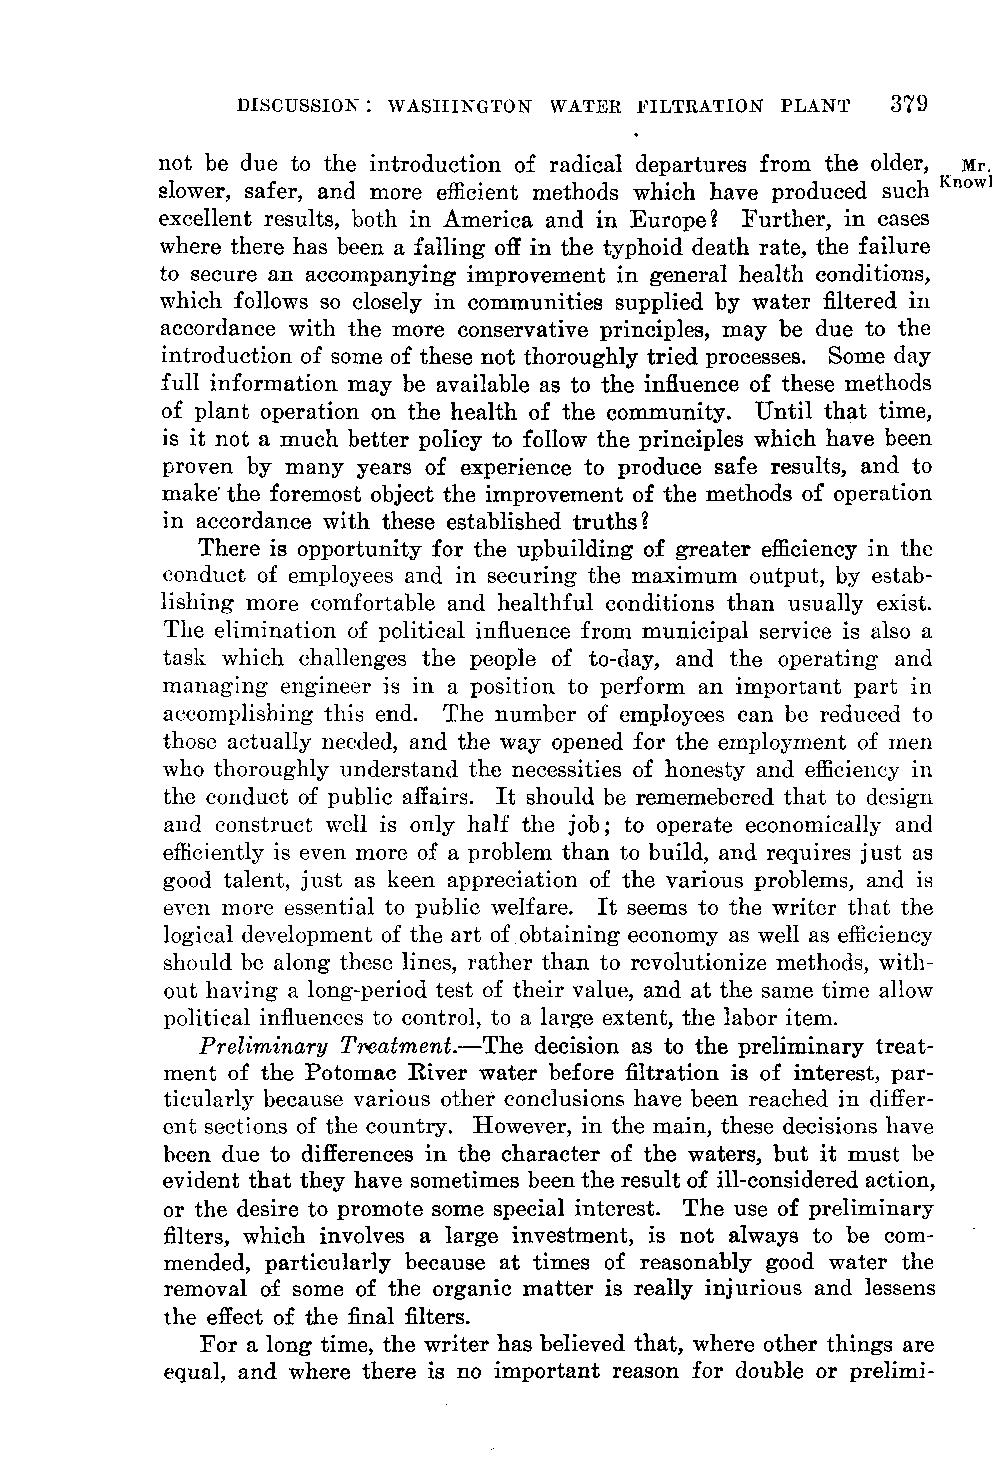 DISCUSSION: WASHINGTON WATER FILTRATION PLANT 379
not be due to the introduction of radical departures from the older, Mr.
slower, safer, and more efficient methods which have produced such Knowl
excellent results, both in America and in Europe? Further, in cases
where there has been a falling off in the typhoid death rate, the failure
to secure an accompanying improvement in general health conditions,
which follows so closely in communities supplied by water filtered in
accordance with the more conservative principles, may be due to the
introduction of some of these not thoroughly tried processes. Some day
full information may be available as to the influence of these methods
of plant operation on the health of the community. Until that time,
is it not a much better policy to follow the principles which have been
proven by many years of experience to produce safe results, and to
make the foremost object the improvement of the methods of operation
in accordance with these established truths?
There is opportunity for the upbuilding of greater efficiency in the
conduct of employees and in securing the maximum output, by estab-
lishing more comfortable and healthful conditions than usually exist.
The elimination of political influence from municipal service is also a
task which challenges the people of to-day, and the operating and
managing engineer is in a position to perform an important part in
accomplishing this end. The number of employees can be reduced to
those actually needed, and the way opened for the employment of men
who thoroughly understand the necessities of honesty and efficiency in
the conduct of public affairs. It should be rememebered that to design
and construct well is only half the job; to operate economically and
efficiently is even more of a problem than to build, and requires just as
good talent, just as keen appreciation of the various problems, and is
even more essential to public welfare. It seems to the writer that the
logical development of the art of obtaining economy as well as efficiency
should be along these lines, rather than to revolutionize methods, with-
out having a long-period test of their value, and at the same time allow
political influences to control, to a large extent, the labor item.
Preliminary Treatment.—The decision as to the preliminary treat-
ment of the Potomac River water before filtration is of interest, par-
ticularly because various other conclusions have been reached in differ-
ent sections of the country. However, in the main, these decisions have
been due to differences in the character of the waters, but it must be
evident that they have sometimes been the result of ill-considered action,
or the desire to promote some special interest. The use of preliminary
filters, which involves a large investment, is not always to be com-
mended, particularly because at times of reasonably good water the
removal of some of the organic matter is really injurious and lessens
the effect of the final filters.
For a long time, the writer has believed that, where other things are
equal, and where there is no important reason for double or prelimi-